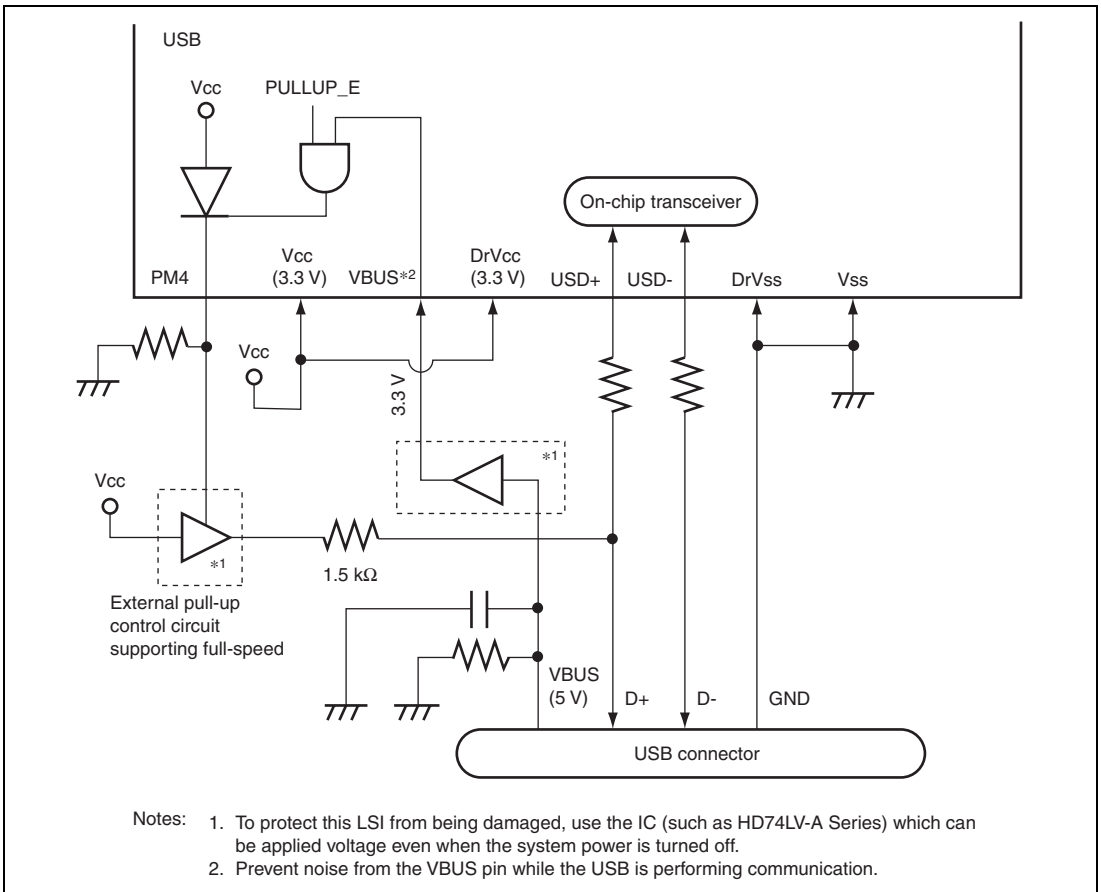 USB
Vcc
PULLUP_E
On-chip transceiver
PM4
Vcc
(3.3 V)
VBUS*2
DrVcc
(3.3 V)
USD+
USD-
DrVss
Vss
Vcc
3.3 V
*1
Vcc
*1
1.5 kΩ
External pull-up
control circuit
supporting full-speed
VBUS
(5 V)
D+
D-
GND
USB connector
Notes: 1. To protect this LSI from being damaged, use the IC (such as HD74LV-A Series) which can
be applied voltage even when the system power is turned off.
2. Prevent noise from the VBUS pin while the USB is performing communication.